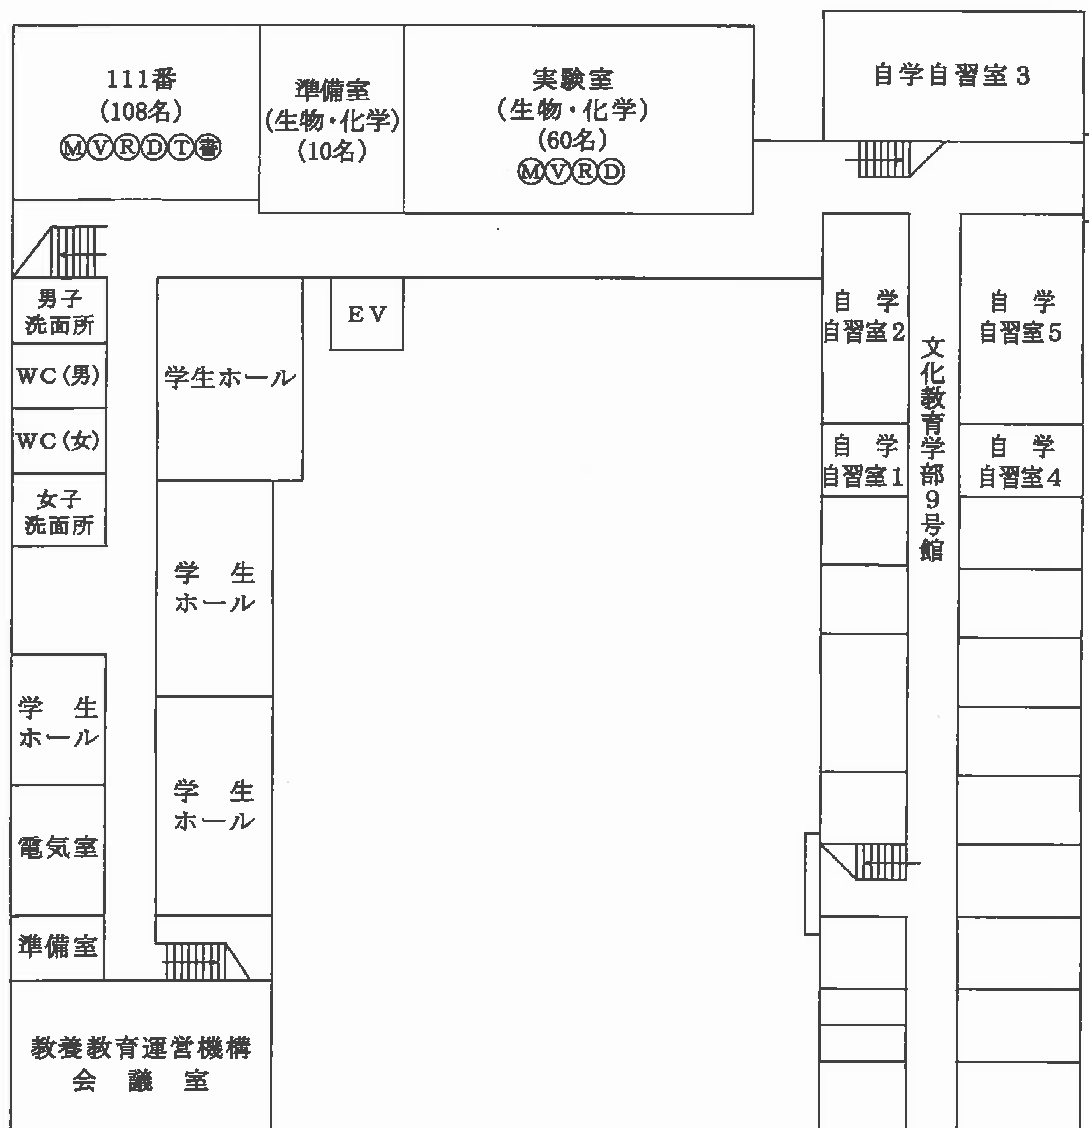 111番
(108名)
ⓂⓋⓇⒹⓉ㊢
準備室
(生物・化学)
(10名)
実験室
(生物・化学)
(60名)
ⓂⓋⓇⒹ
自学自習室3
男子
洗面所
WC(男)
WC(女)
女子
洗面所
学生ホール
EV
学 生
ホール
学 生
ホール
学 生
ホール
電気室
準備室
教養教育運営機構
会 議 室
自 学
自習室2
自 学
自習室1
文化教育学部9号館
自 学
自習室5
自 学
自習室4